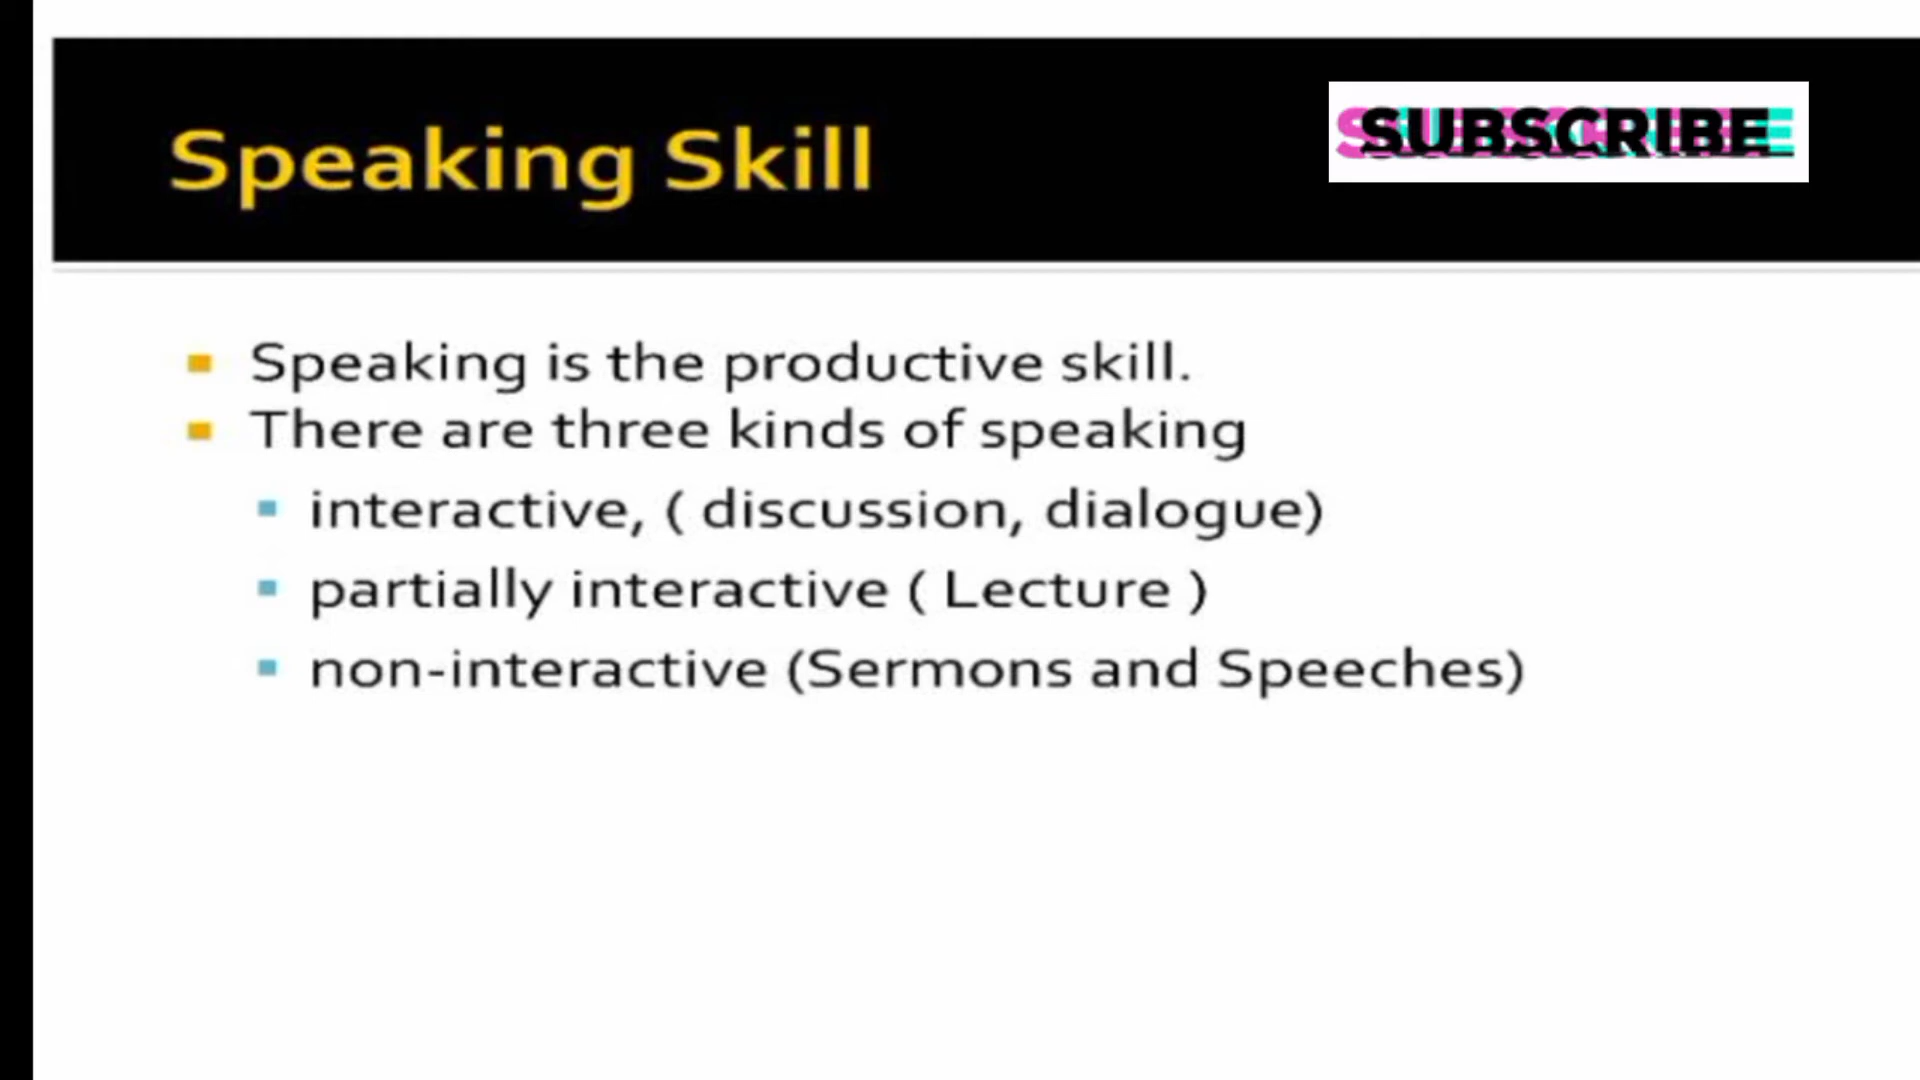 Speaking Skill
SUBSCRIBE
Speaking is the productive skill.
There are three kinds of speaking
interactive, ( discussion, dialogue)
partially interactive ( Lecture )
non-interactive (Sermons and Speeches)